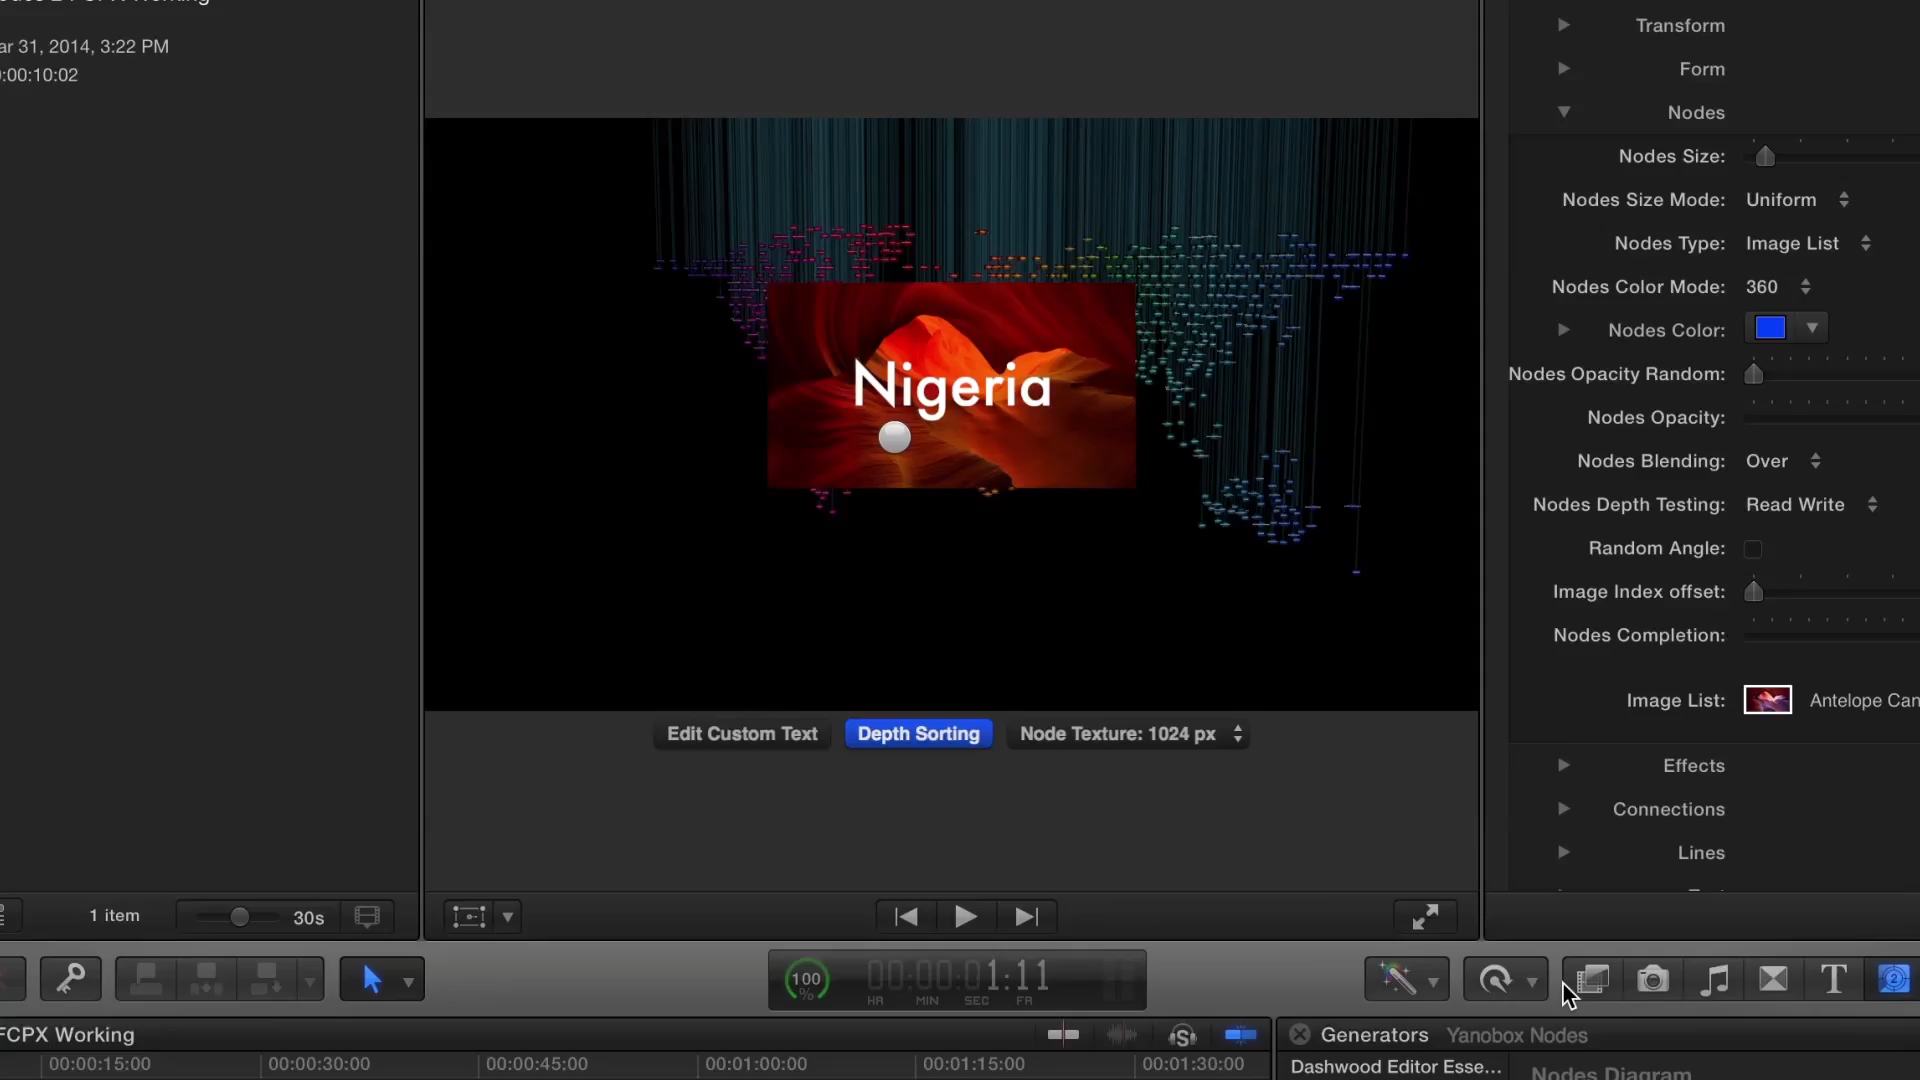 FCPX Working
ar 31, 2014, 3:22 PM
:00:10:02
Transform
Form
Nodes
Nodes Size:
Nodes Size Mode: Uniform
Nodes Type: Image List
Nodes Color Mode: 360
Nodes Color:
Nodes Opacity Random:
Nodes Opacity:
Nodes Blending: Over
Nodes Depth Testing: Read Write
Random Angle:
Image Index offset:
Nodes Completion:
Image List: Antelope Can
Effects
Connections
Lines
Nigeria
Edit Custom Text Depth Sorting Node Texture: 1024 px
1 item 30s
100 % 00:00:01:11
HR MIN SEC FR
T 2
FCPX Working
S
00:00:15:00 00:00:30:00 00:00:45:00 00:01:00:00 00:01:15:00 00:01:30:00
Generators Yanobox Nodes
Dashwood Editor Esse...
Nodes Diagram